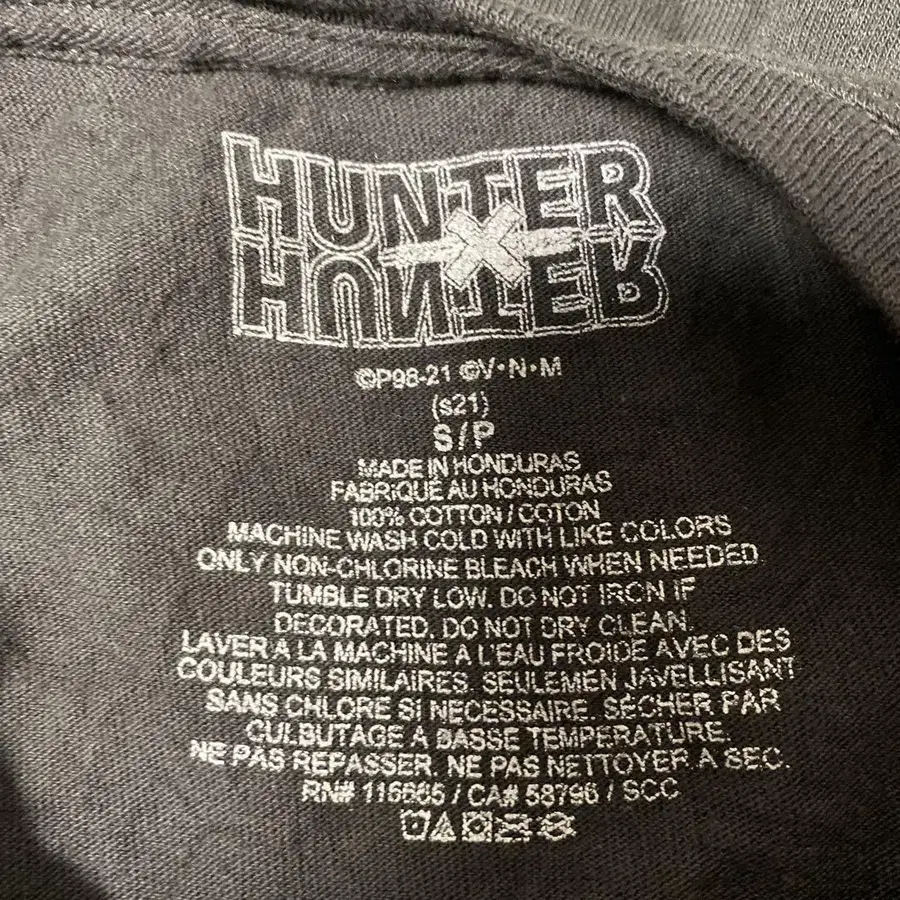 HUNTER
X
HUNTER
©P98-21 ©V·N·M
(s21)
S/P
MADE IN HONDURAS
FABRIQUÉ AU HONDURAS
100% COTTON / COTON
MACHINE WASH COLD WITH LIKE COLORS
ONLY NON-CHLORINE BLEACH WHEN NEEDED
TUMBLE DRY LOW. DO NOT IRON IF
DECORATED. DO NOT DRY CLEAN.
LAVER A LA MACHINE A L'EAU FROIDE AVEC DES
COULEURS SIMILAIRES. SEULEMEN JAVELLISANT
SANS CHLORE SI NECESSAIRE. SÉCHER PAR
CULBUTAGE A BASSE TEMPERATURE.
NE PAS REPASSER. NE PAS NETTOYER A SEC.
RN# 116665 / CA# 58796 / SCC